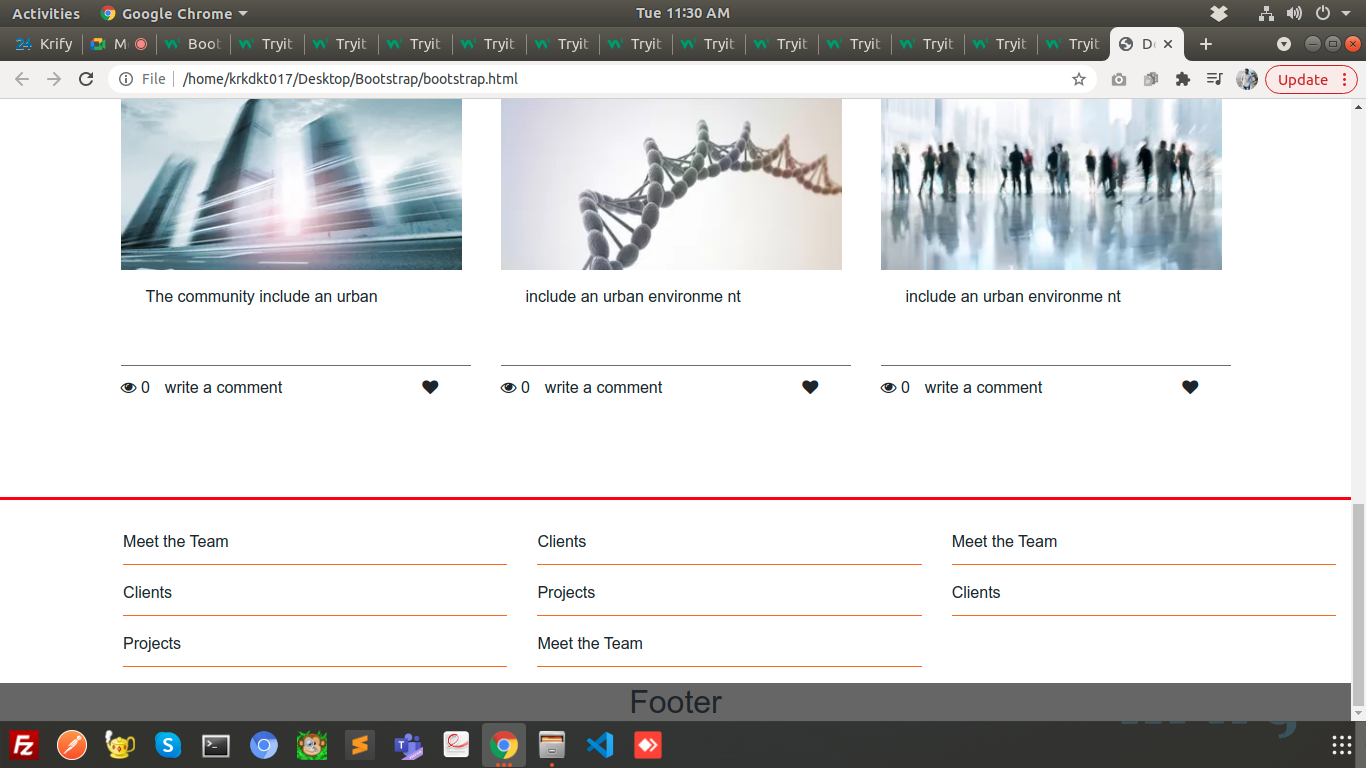 Activities Google Chrome Tue 11:30 AM
24 Krify Boot Tryit Tryit Tryit Tryit Tryit Tryit Tryit Tryit Tryit Tryit Tryit Tryit
File /home/krkdkt017/Desktop/Bootstrap/bootstrap.html Update
The community include an urban include an urban environme nt include an urban environme nt
0 write a comment 0 write a comment 0 write a comment
Meet the Team Clients Meet the Team
Clients Projects Clients
Projects Meet the Team
Footer